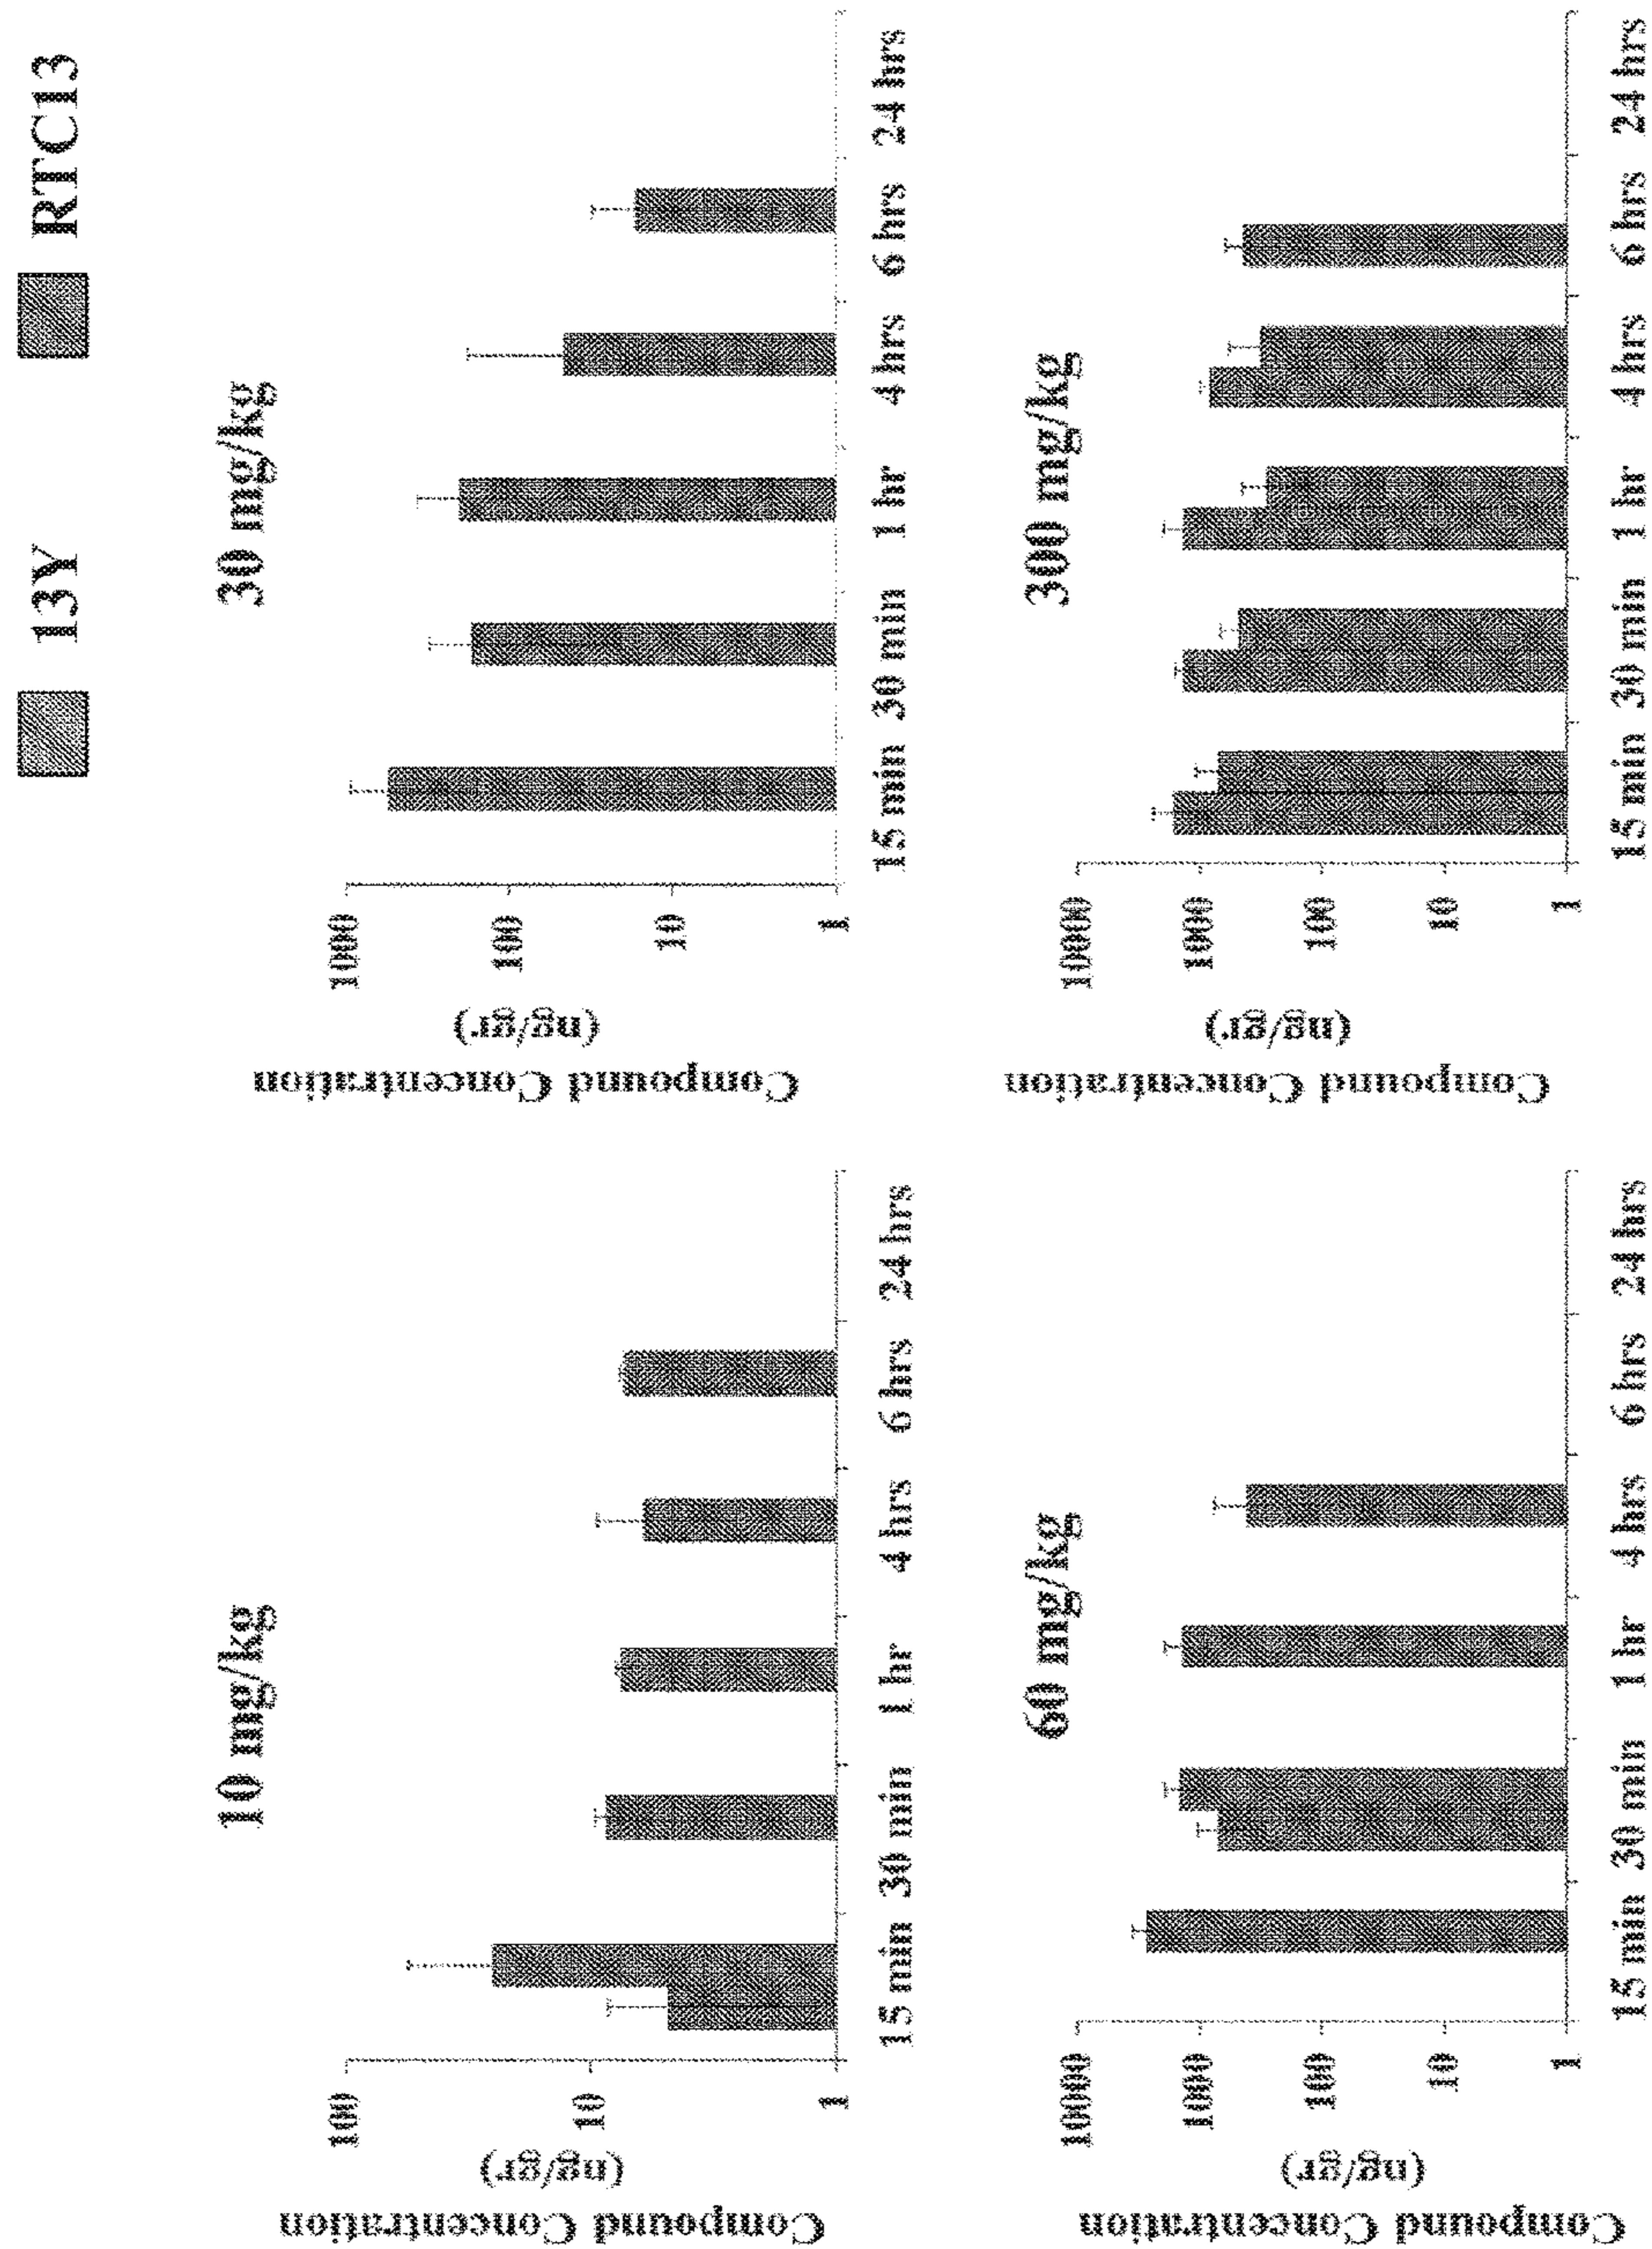 13Y RTC13
10 mg/kg
Compound Concentration
(ng/gr)
100
10
1
15 min 30 min 1 hr 4 hrs 6 hrs 24 hrs
30 mg/kg
Compound Concentration
(ng/gr)
1000
100
10
1
15 min 30 min 1 hr 4 hrs 6 hrs 24 hrs
60 mg/kg
Compound Concentration
(ng/gr)
10000
1000
100
10
1
15 min 30 min 1 hr 4 hrs 6 hrs 24 hrs
300 mg/kg
Compound Concentration
(ng/gr)
10000
1000
100
10
1
15 min 30 min 1 hr 4 hrs 6 hrs 24 hrs